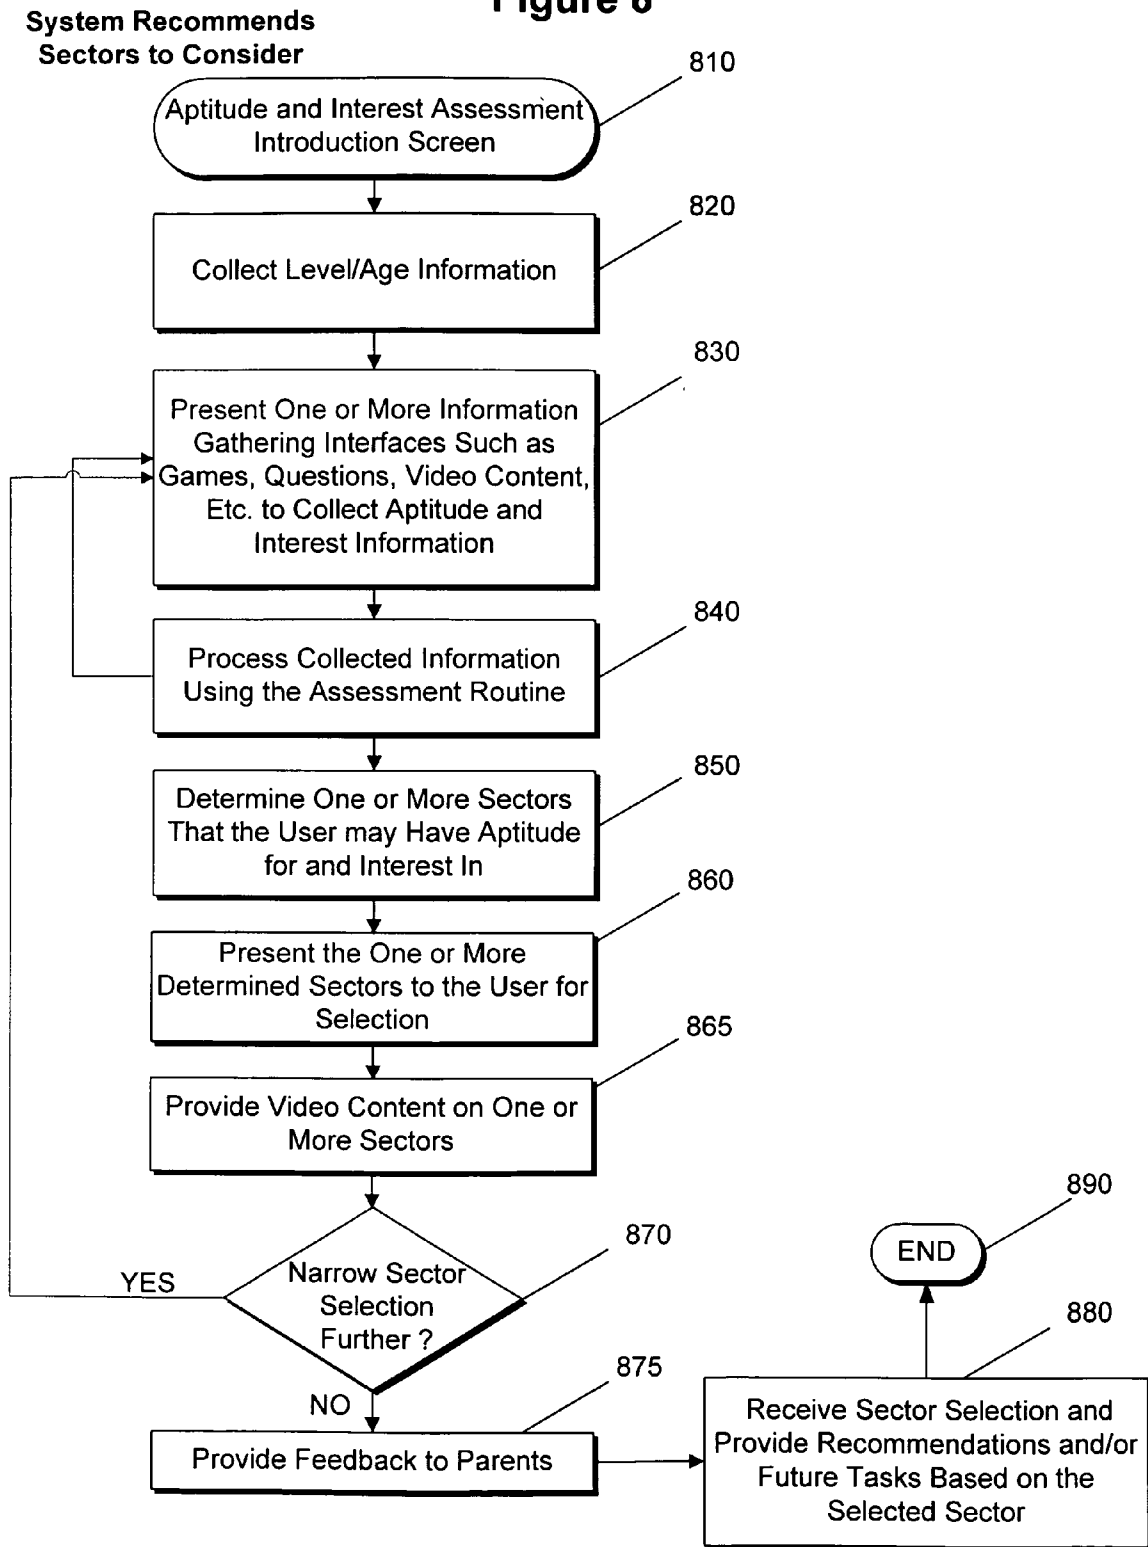 Figure 8
System Recommends
Sectors to Consider
810
Aptitude and Interest Assessment
Introduction Screen
820
Collect Level/Age Information
830
Present One or More Information
Gathering Interfaces Such as
Games, Questions, Video Content,
Etc. to Collect Aptitude and
Interest Information
840
Process Collected Information
Using the Assessment Routine
850
Determine One or More Sectors
That the User may Have Aptitude
for and Interest In
860
Present the One or More
Determined Sectors to the User for
Selection
865
Provide Video Content on One or
More Sectors
870
Narrow Sector
Selection
Further ?
YES
NO
875
Provide Feedback to Parents
880
Receive Sector Selection and
Provide Recommendations and/or
Future Tasks Based on the
Selected Sector
890
END